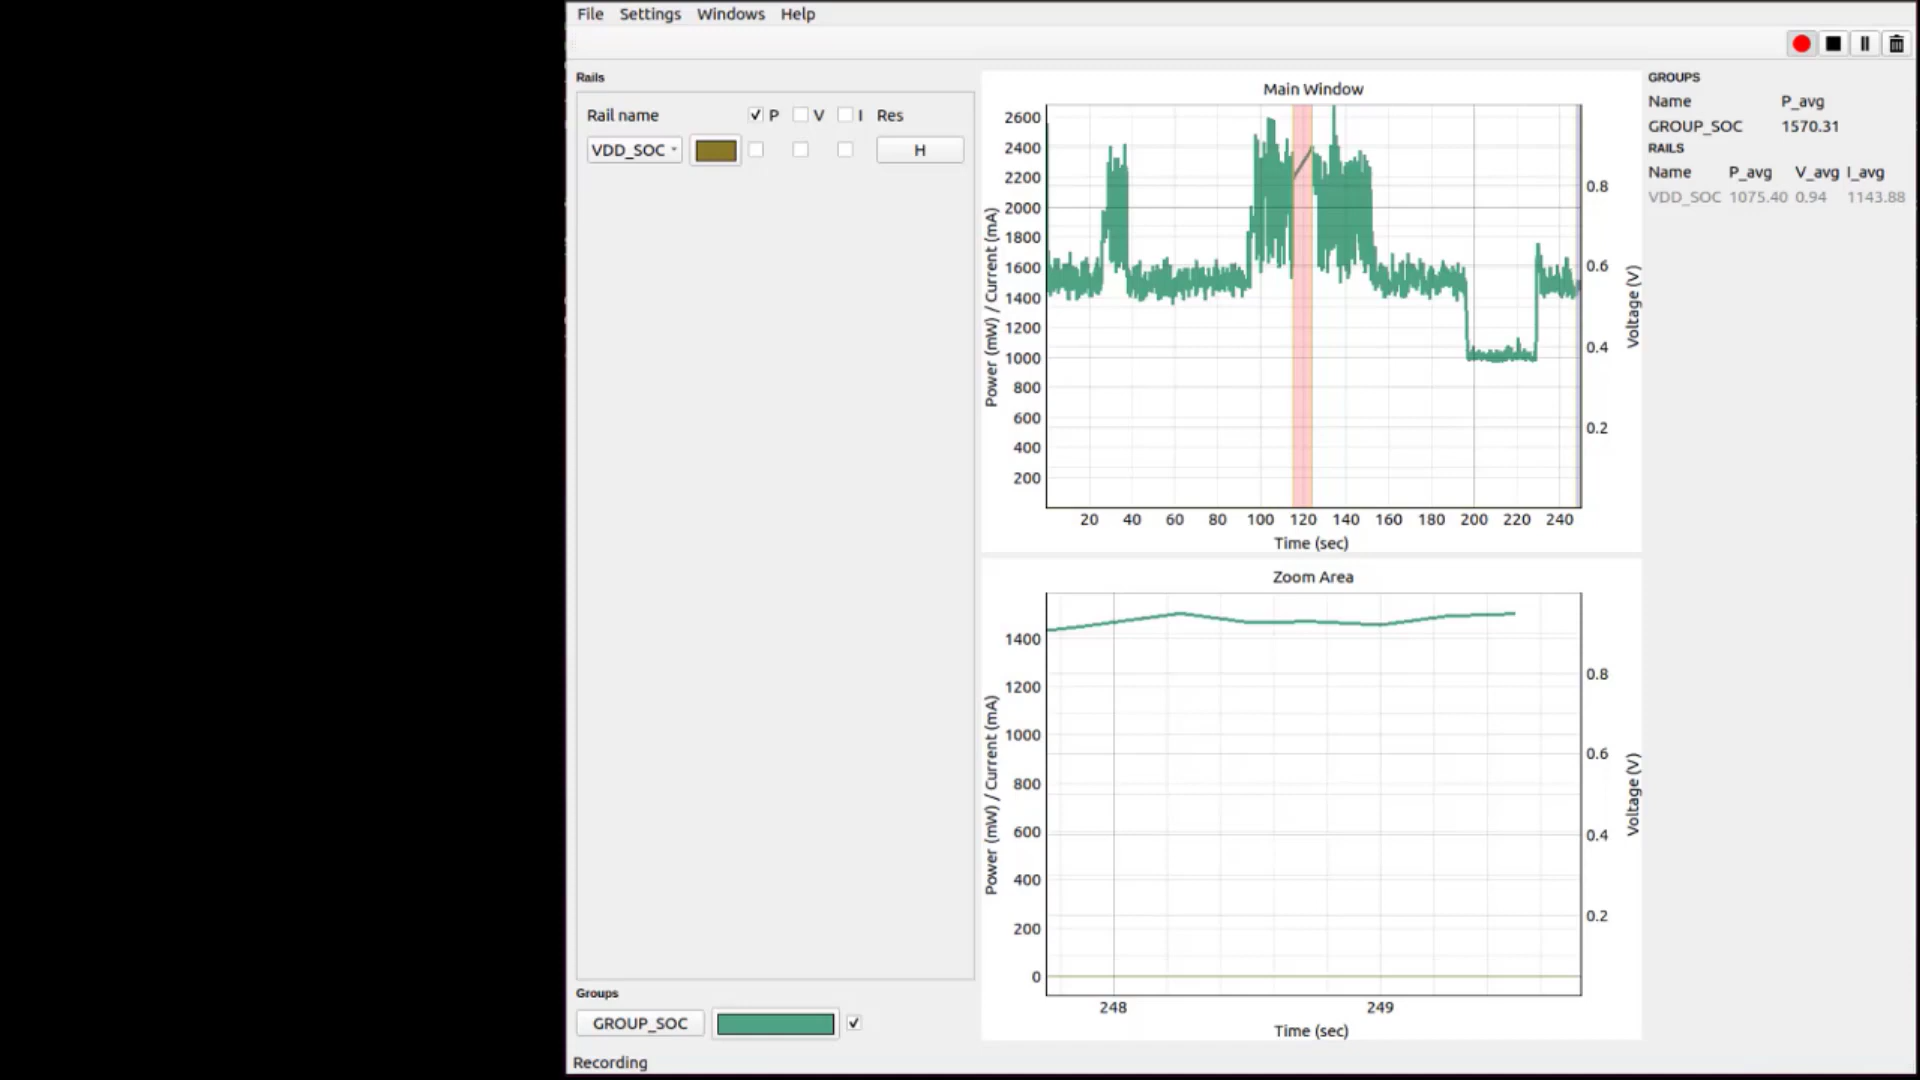 File Settings Windows Help
Rails
Rail name P V I Res
VDD_SOC H
Groups
GROUP_SOC
Recording
Main Window
2600
2400
2200
2000
1800
1600
1400
1200
1000
800
600
400
200
Power (mW) / Current (mA)
0.8
0.6
0.4
0.2
Voltage (V)
20 40 60 80 100 120 140 160 180 200 220 240
Time (sec)
Zoom Area
1400
1200
1000
800
600
400
200
0
Power (mW) / Current (mA)
0.8
0.6
0.4
0.2
Voltage (V)
248 249
Time (sec)
GROUPS
Name P_avg
GROUP_SOC 1570.31
RAILS
Name P_avg V_avg I_avg
VDD_SOC 1075.40 0.94 1143.88